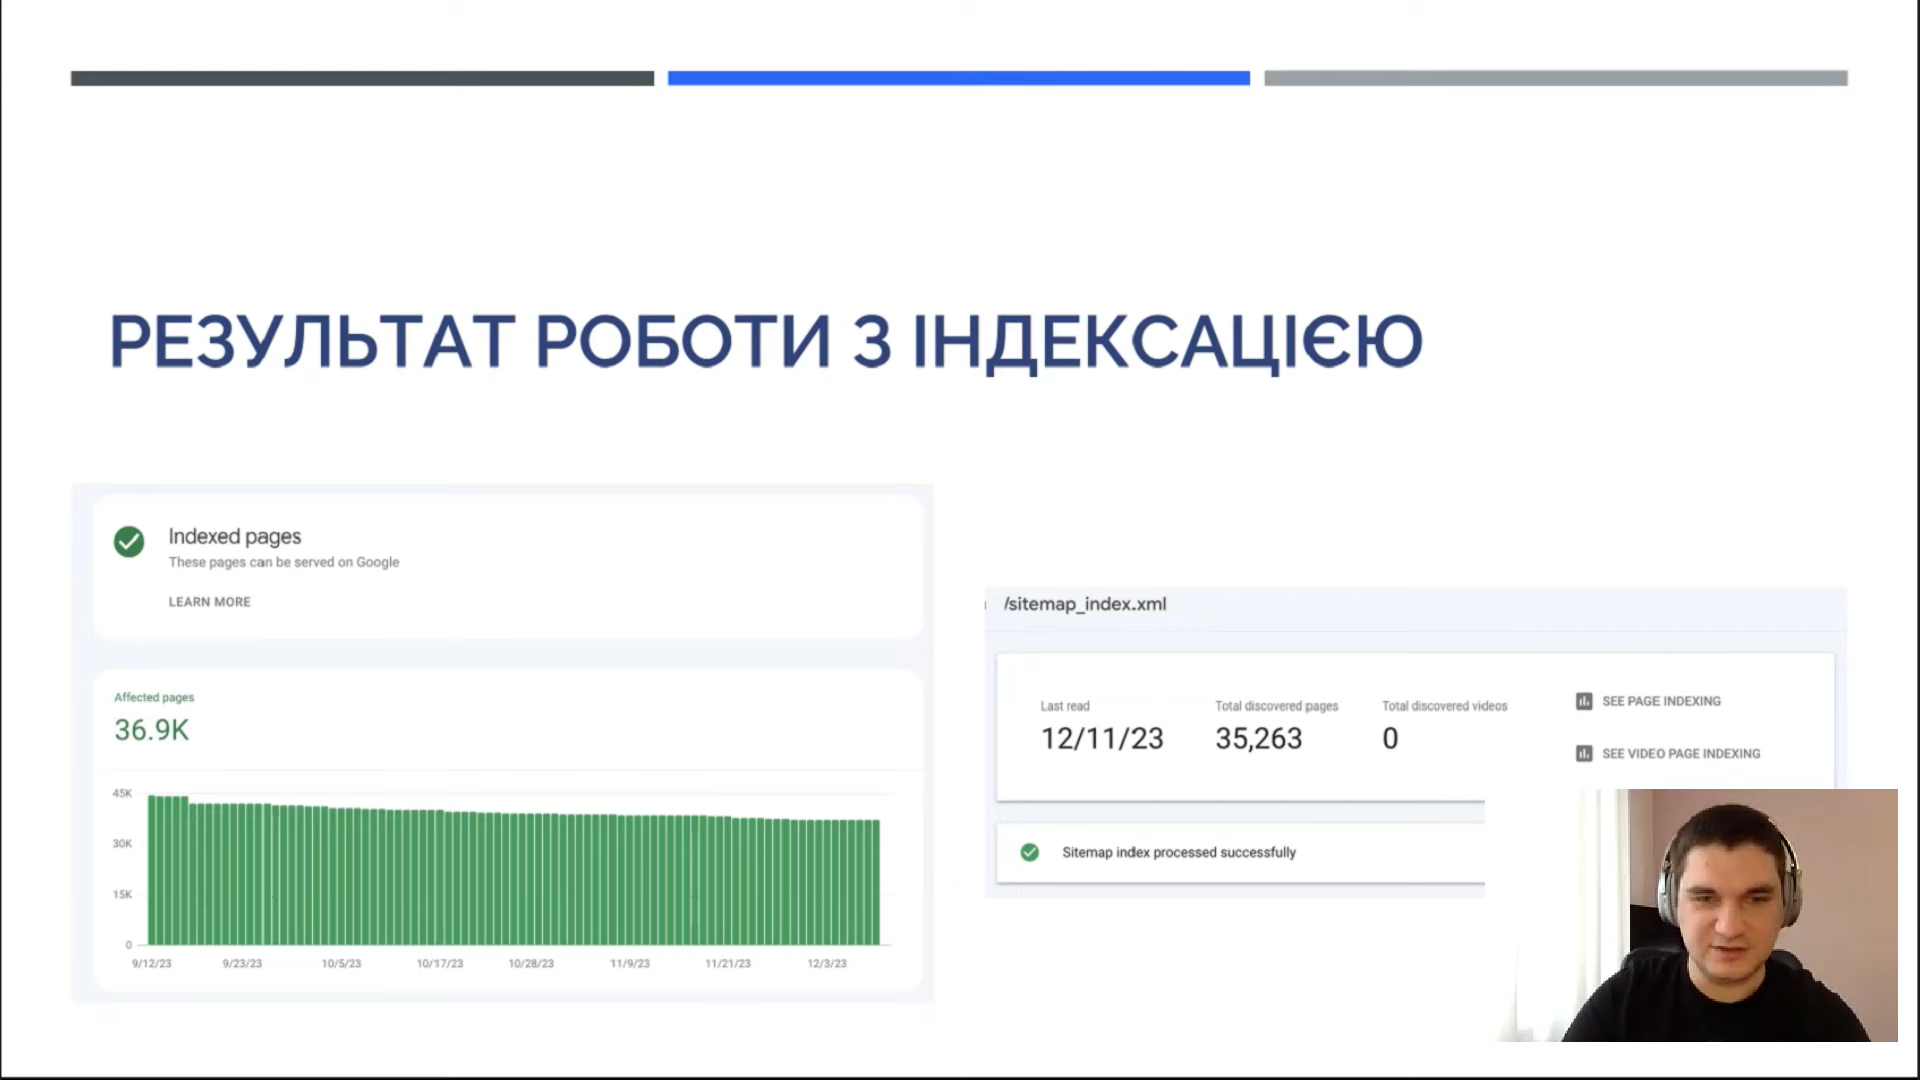 РЕЗУЛЬТАТ РОБОТИ З ІНДЕКСАЦІЄЮ
Indexed pages
These pages can be served on Google
LEARN MORE
Affected pages
36.9K
45K
30K
15K
0
9/12/23 9/23/23 10/5/23 10/17/23 10/28/23 11/9/23 11/21/23 12/3/23
/sitemap_index.xml
Last read Total discovered pages Total discovered videos
12/11/23 35,263 0
SEE PAGE INDEXING
SEE VIDEO PAGE INDEXING
Sitemap index processed successfully